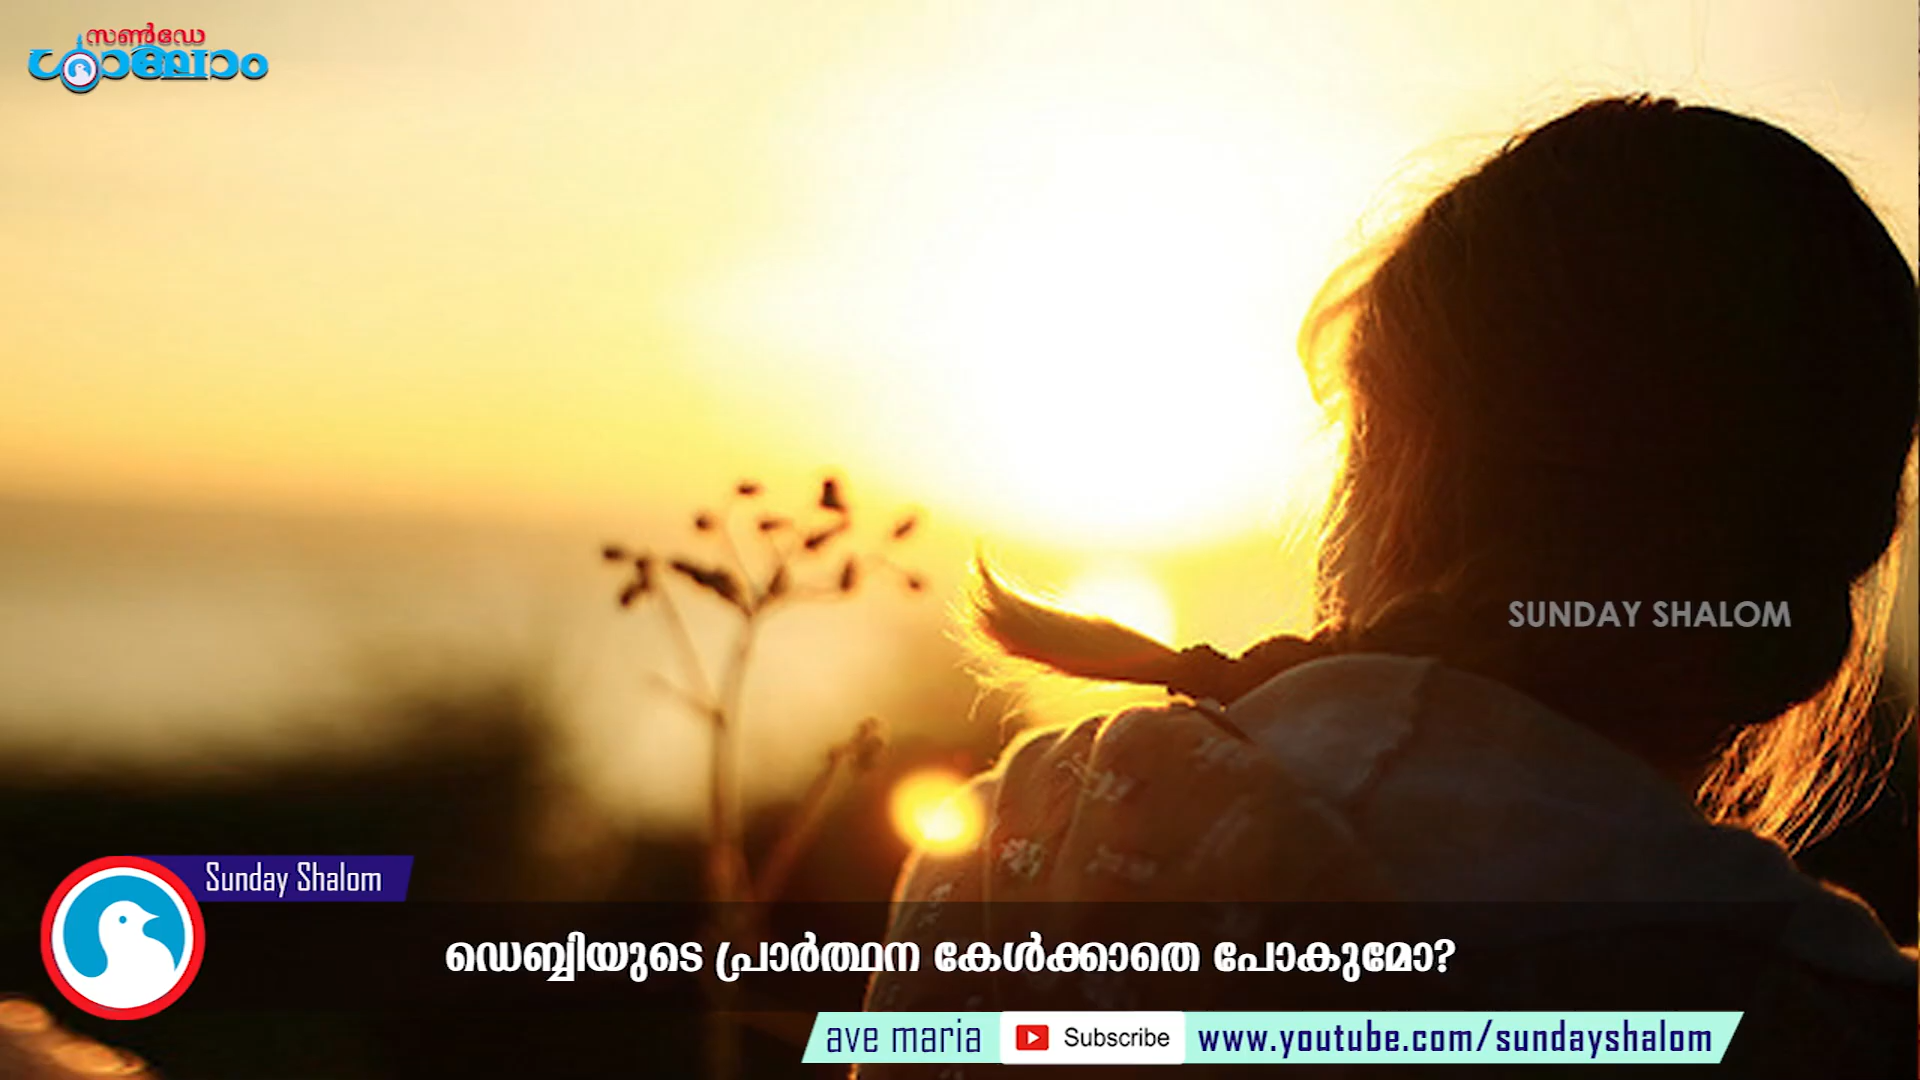 സൺഡേ
ശാലോം
SUNDAY SHALOM
Sunday Shalom
ഡെബ്ബിയുടെ പ്രാർത്ഥന കേൾക്കാതെ പോകുമോ?
ave maria Subscribe www.youtube.com/sundayshalom